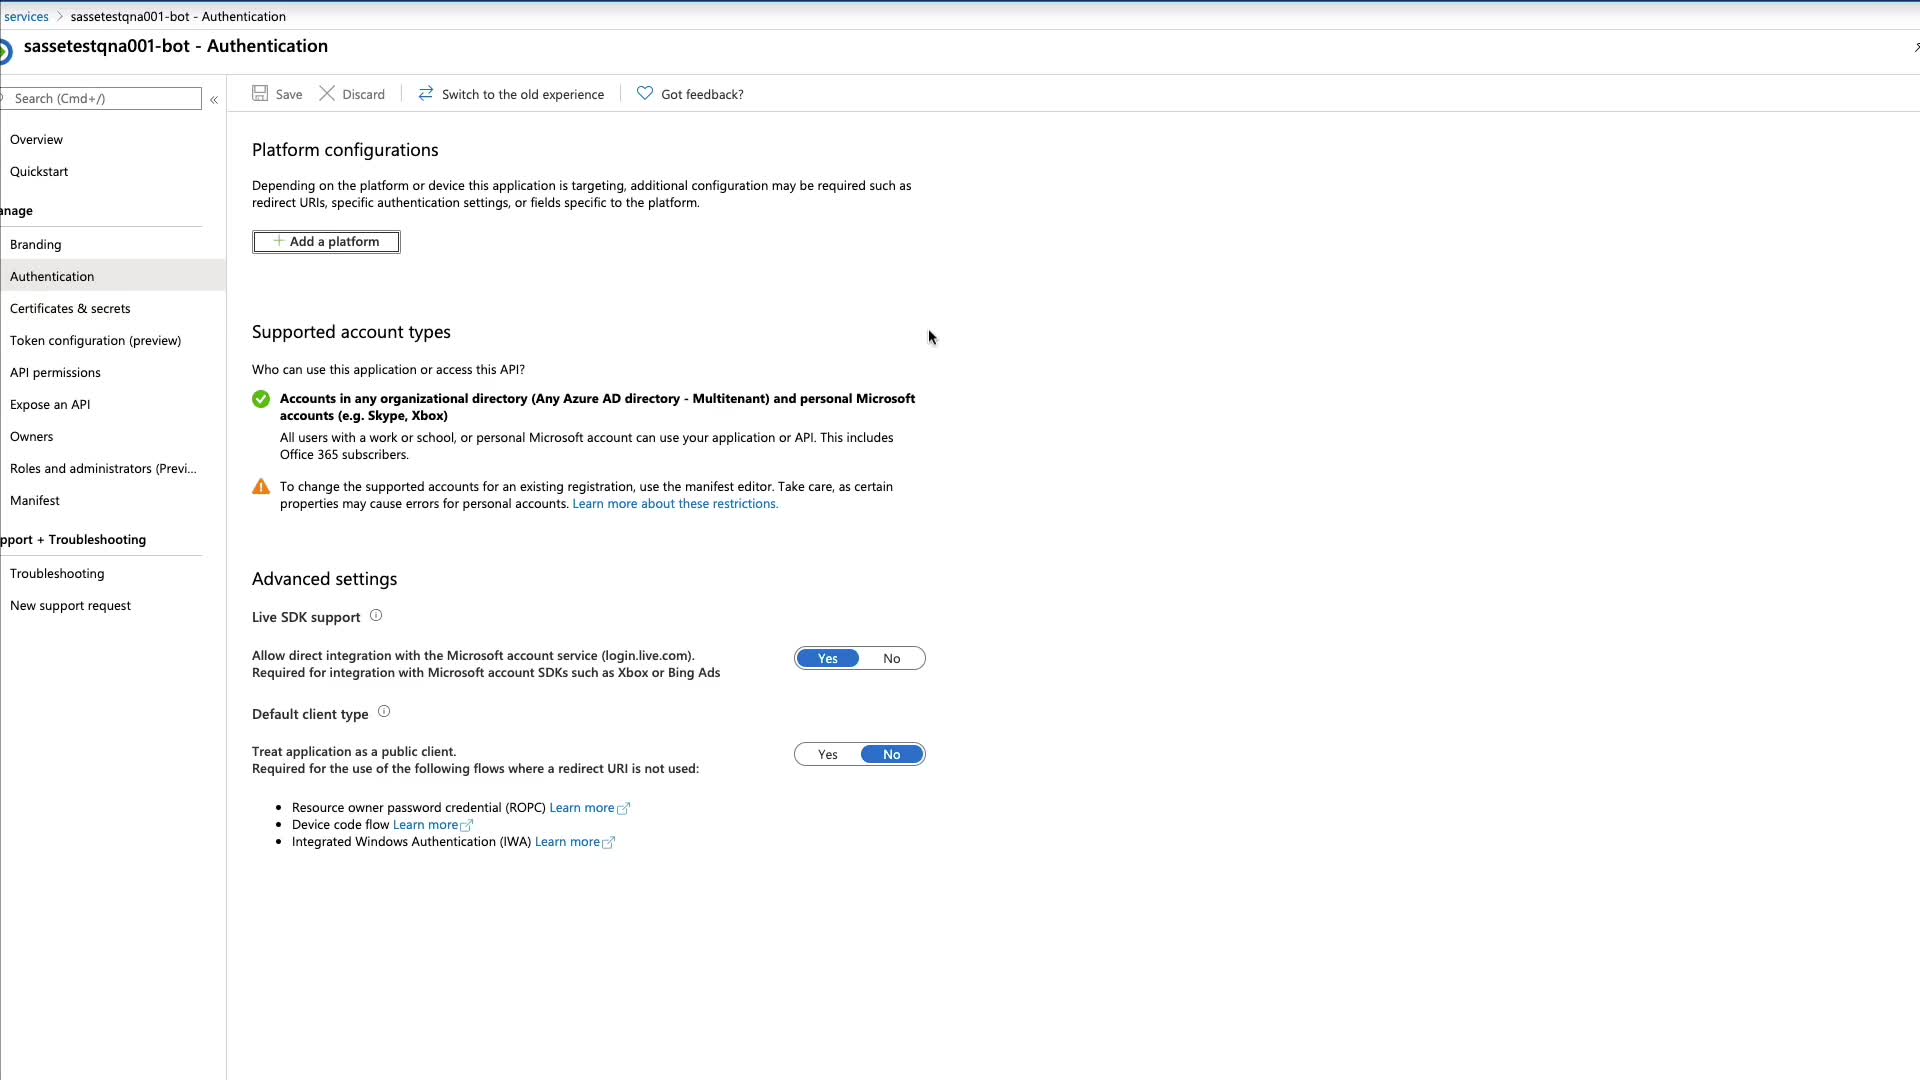 services > sassetestqna001-bot - Authentication
sassetestqna001-bot - Authentication
Search (Cmd+/)
«
Save
Discard
Switch to the old experience
Got feedback?
Overview
Quickstart
anage
Branding
Authentication
Certificates & secrets
Token configuration (preview)
API permissions
Expose an API
Owners
Roles and administrators (Previ...
Manifest
pport + Troubleshooting
Troubleshooting
New support request
Platform configurations
Depending on the platform or device this application is targeting, additional configuration may be required such as
redirect URIs, specific authentication settings, or fields specific to the platform.
+ Add a platform
Supported account types
Who can use this application or access this API?
Accounts in any organizational directory (Any Azure AD directory - Multitenant) and personal Microsoft
accounts (e.g. Skype, Xbox)
All users with a work or school, or personal Microsoft account can use your application or API. This includes
Office 365 subscribers.
To change the supported accounts for an existing registration, use the manifest editor. Take care, as certain
properties may cause errors for personal accounts. Learn more about these restrictions.
Advanced settings
Live SDK support
Allow direct integration with the Microsoft account service (login.live.com).
Required for integration with Microsoft account SDKs such as Xbox or Bing Ads
Yes No
Default client type
Treat application as a public client.
Required for the use of the following flows where a redirect URI is not used:
Yes No
• Resource owner password credential (ROPC) Learn more
• Device code flow Learn more
• Integrated Windows Authentication (IWA) Learn more